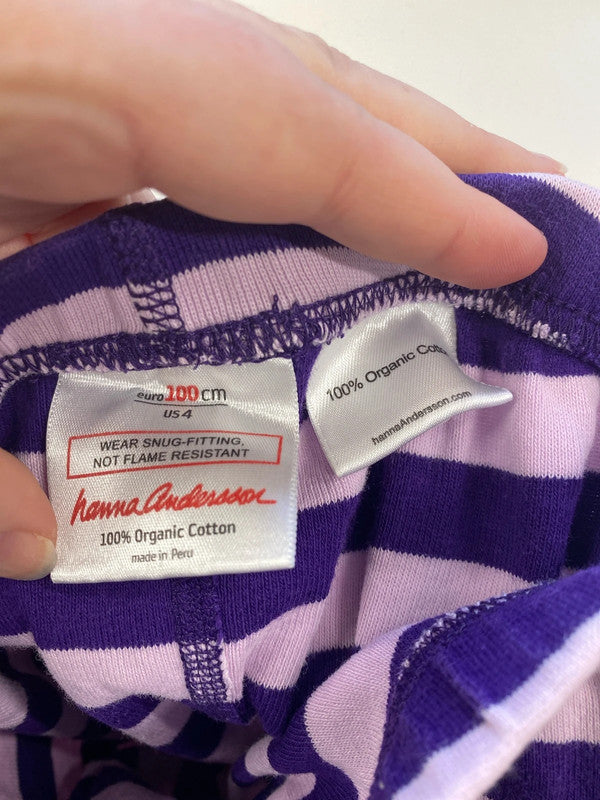 euro 100 cm
US 4
WEAR SNUG-FITTING,
NOT FLAME RESISTANT
hanna Andersson
100% Organic Cotton
made in Peru
100% Organic Cotto
hannaAndersson.com